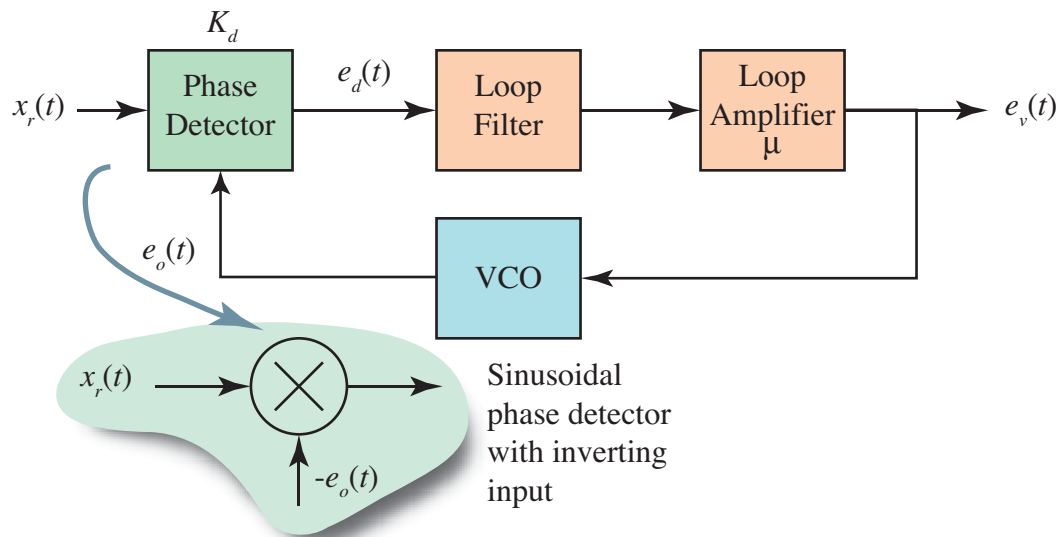 K_d
Phase
Detector
x_r(t)
e_d(t)
Loop
Filter
Loop
Amplifier
μ
e_v(t)
e_o(t)
VCO
x_r(t)
-e_o(t)
Sinusoidal
phase detector
with inverting
input